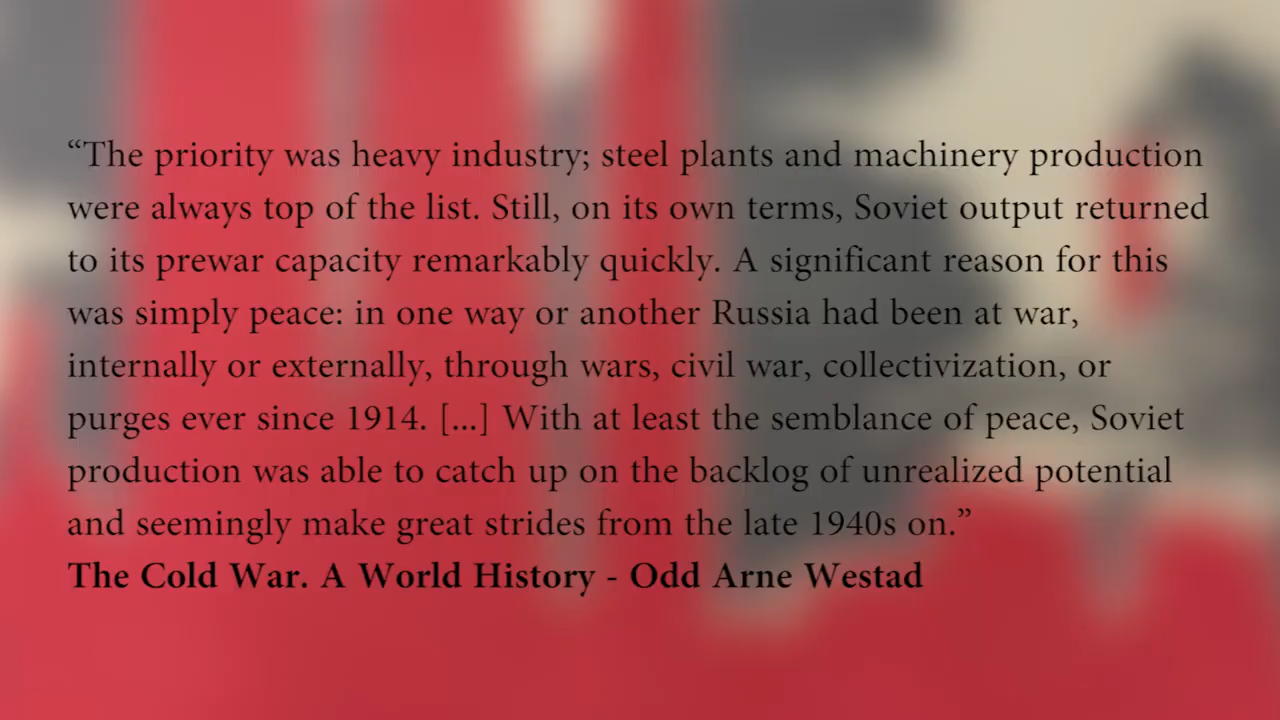 “The priority was heavy industry; steel plants and machinery production
were always top of the list. Still, on its own terms, Soviet output returned
to its prewar capacity remarkably quickly. A significant reason for this
was simply peace: in one way or another Russia had been at war,
internally or externally, through wars, civil war, collectivization, or
purges ever since 1914. [...] With at least the semblance of peace, Soviet
production was able to catch up on the backlog of unrealized potential
and seemingly make great strides from the late 1940s on.”
The Cold War. A World History - Odd Arne Westad